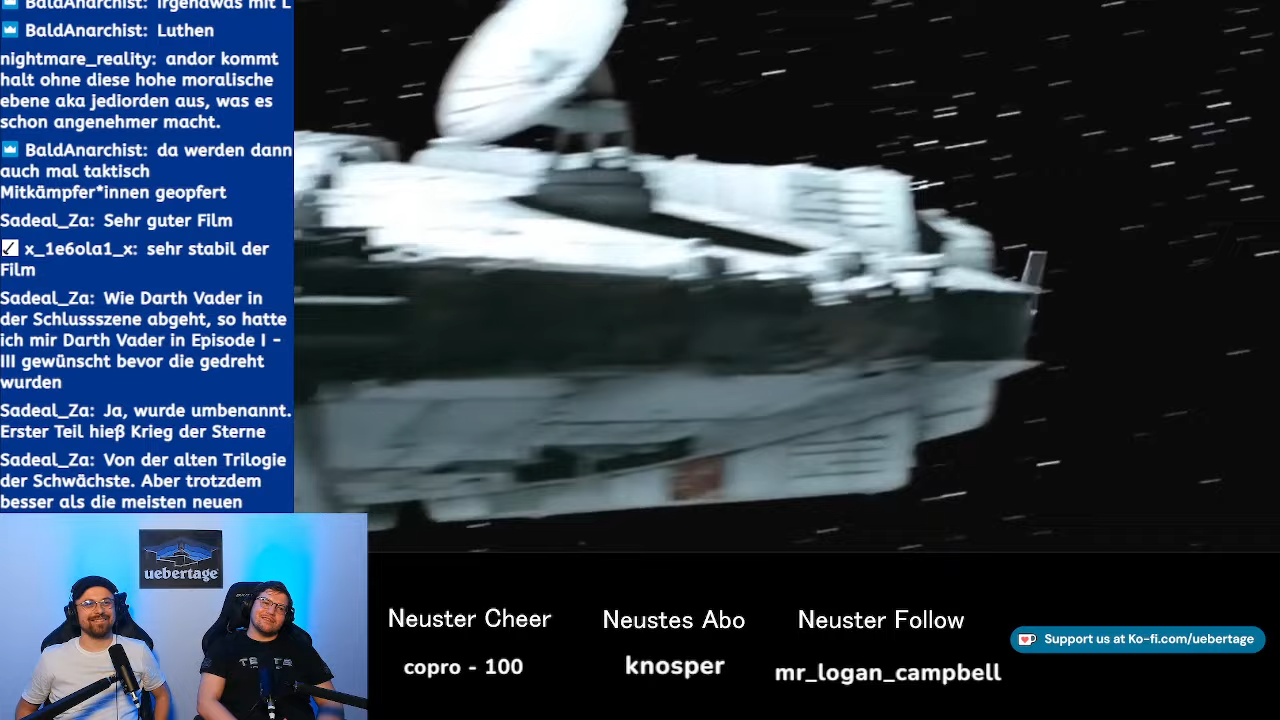 BaldAnarchist: irgendwas mit L
BaldAnarchist: Luthen
nightmare_reality: andor kommt
halt ohne diese hohe moralische
ebene aka jediorden aus, was es
schon angenehmer macht.
BaldAnarchist: da werden dann
auch mal taktisch
Mitkämpfer*innen geopfert
Sadeal_Za: Sehr guter Film
x_1e6ola1_x: sehr stabil der
Film
Sadeal_Za: Wie Darth Vader in
der Schlussszene abgeht, so hatte
ich mir Darth Vader in Episode I -
III gewünscht bevor die gedreht
wurden
Sadeal_Za: Ja, wurde umbenannt.
Erster Teil hieß Krieg der Sterne
Sadeal_Za: Von der alten Trilogie
der Schwächste. Aber trotzdem
besser als die meisten neuen
uebertage
Neuster Cheer
copro - 100
Neustes Abo
knosper
Neuster Follow
mr_logan_campbell
Support us at Ko-fi.com/uebertage